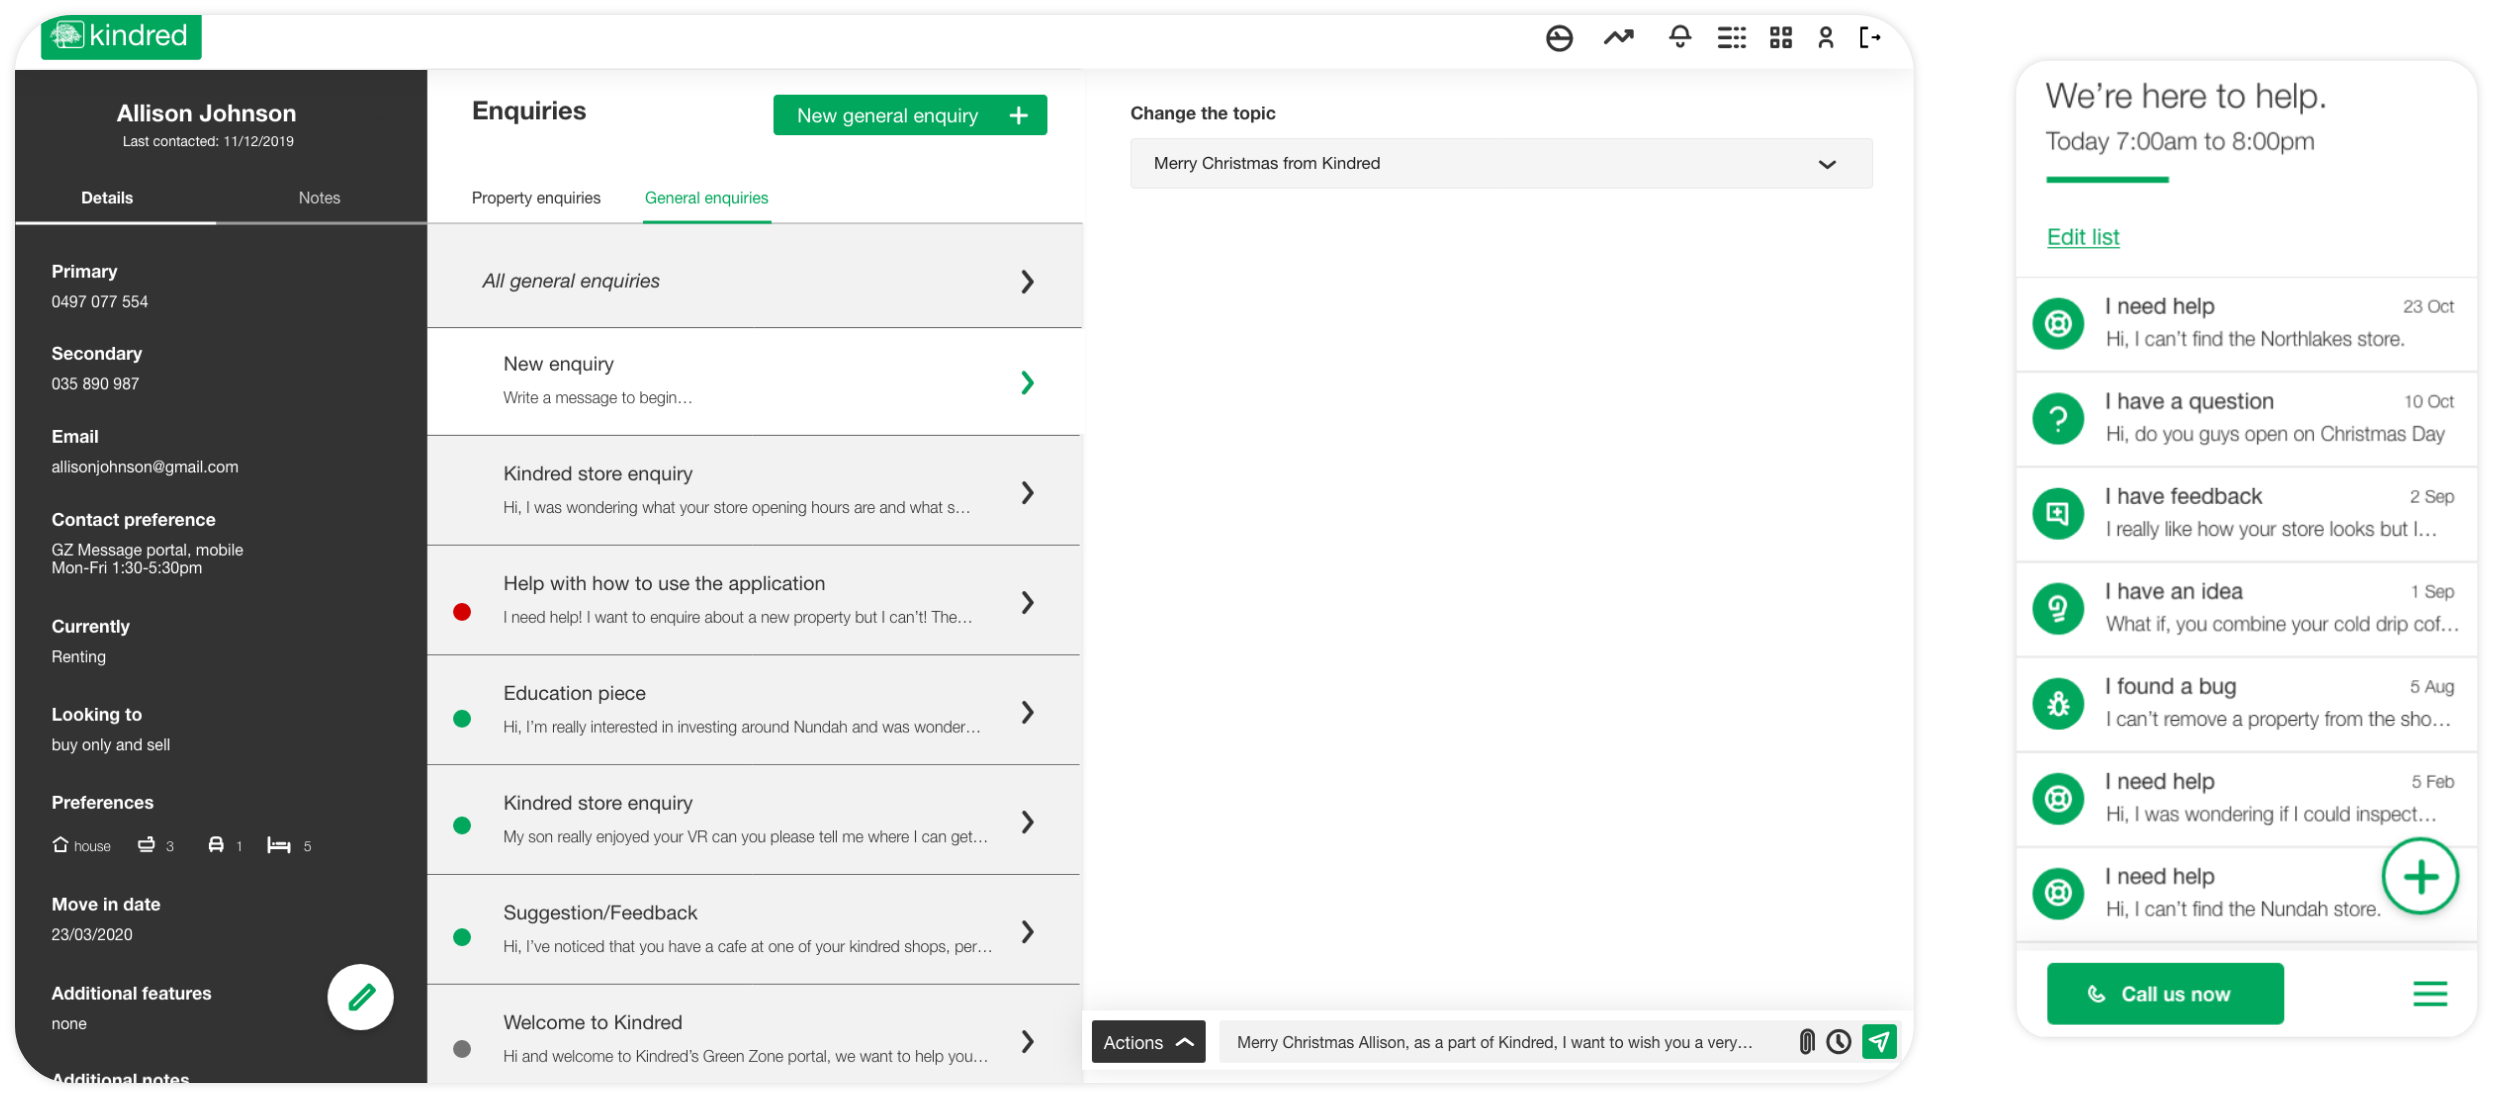 kindred
Allison Johnson
Last contacted: 11/12/2019
Details
Notes
Primary
0497 077 554
Secondary
035 890 987
Email
allisonjohnson@gmail.com
Contact preference
GZ Message portal, mobile
Mon-Fri 1:30-5:30pm
Currently
Renting
Looking to
buy only and sell
Preferences
house 3 1 5
Move in date
23/03/2020
Additional features
none
Additional notes
Enquiries
New general enquiry
Property enquiries
General enquiries
All general enquiries
New enquiry
Write a message to begin...
Kindred store enquiry
Hi, I was wondering what your store opening hours are and what s...
Help with how to use the application
I need help! I want to enquire about a new property but I can't! The...
Education piece
Hi, I'm really interested in investing around Nundah and was wonder...
Kindred store enquiry
My son really enjoyed your VR can you please tell me where I can get...
Suggestion/Feedback
Hi, I've noticed that you have a cafe at one of your kindred shops, per...
Welcome to Kindred
Hi and welcome to Kindred's Green Zone portal, we want to help you...
Change the topic
Merry Christmas from Kindred
Actions
Merry Christmas Allison, as a part of Kindred, I want to wish you a very...
We're here to help.
Today 7:00am to 8:00pm
Edit list
I need help
23 Oct
Hi, I can't find the Northlakes store.
I have a question
10 Oct
Hi, do you guys open on Christmas Day
I have feedback
2 Sep
I really like how your store looks but I...
I have an idea
1 Sep
What if, you combine your cold drip cof...
I found a bug
5 Aug
I can't remove a property from the sho...
I need help
5 Feb
Hi, I was wondering if I could inspect...
I need help
Hi, I can't find the Nundah store.
Call us now